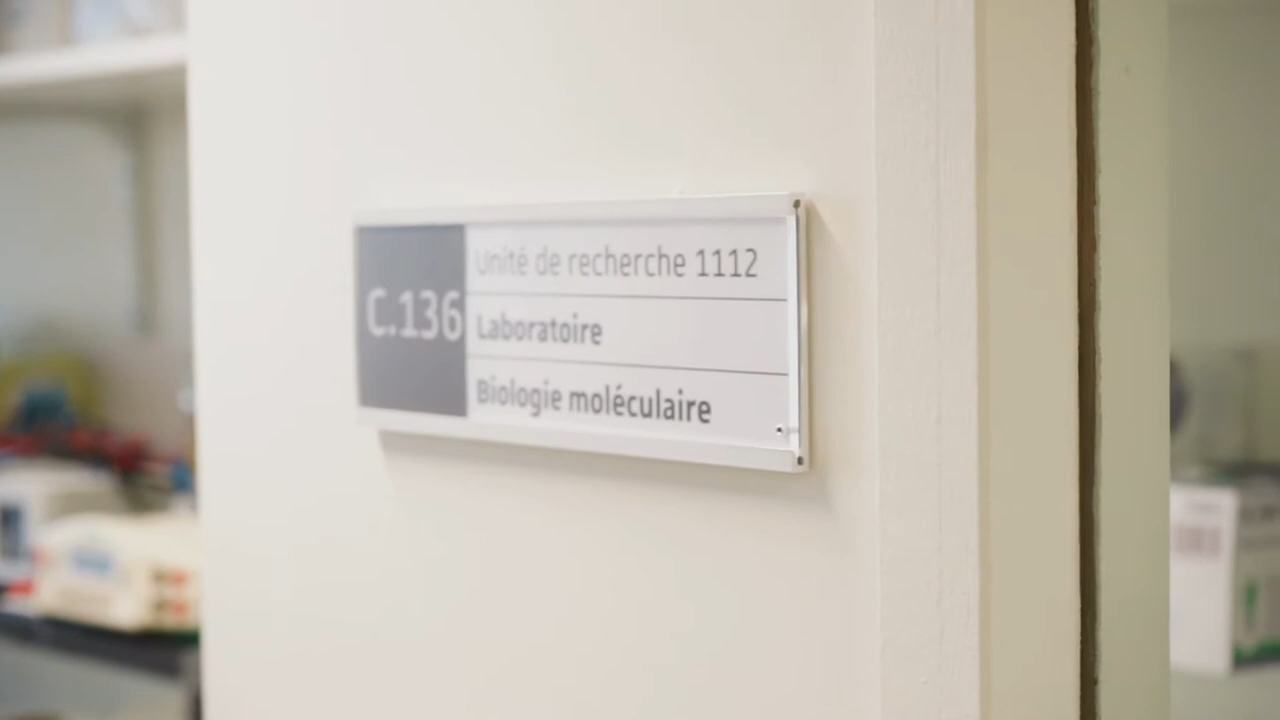 C.136
Unité de recherche 1112
Laboratoire
Biologie moléculaire